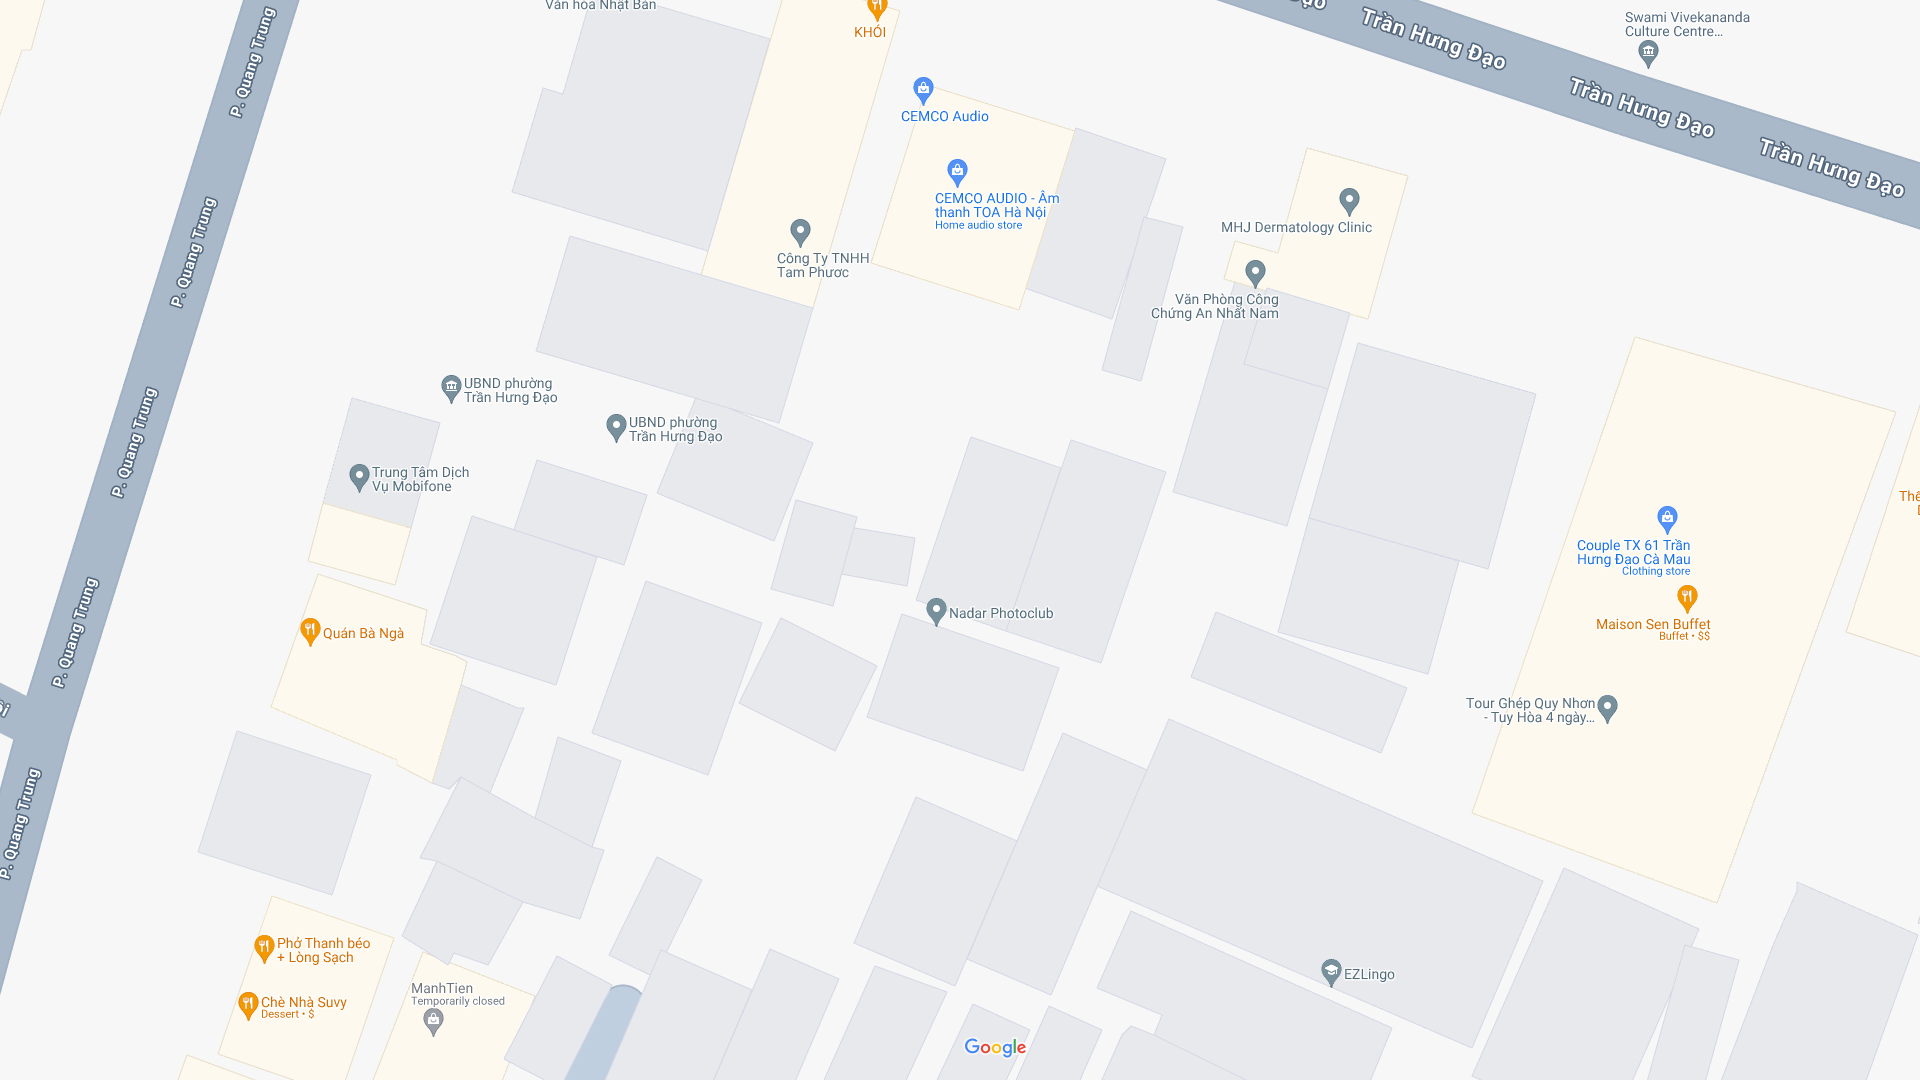 Văn hóa Nhật Bản
KHÓI
Đạo
Trần Hưng Đạo
Trần Hưng Đạo
Trần Hưng Đạo
Swami Vivekananda
Culture Centre...
P. Quang Trung
CEMCO Audio
CEMCO AUDIO - Âm
thanh TOA Hà Nội
Home audio store
Công Ty TNHH
Tam Phược
MHJ Dermatology Clinic
P. Quang Trung
Văn Phòng Công
Chứng An Nhất Nam
UBND phường
Trần Hưng Đạo
UBND phường
Trần Hưng Đạo
P. Quang Trung
Trung Tâm Dịch
Vụ Mobifone
Couple TX 61 Trần
Hưng Đạo Cà Mau
Clothing store
Nadar Photoclub
Maison Sen Buffet
Buffet • $$
P. Quang Trung
Quán Bà Ngà
Tour Ghép Quy Nhơn
- Tuy Hòa 4 ngày...
P. Quang Trung
Phở Thanh béo
+ Lòng Sạch
EZLingo
Chè Nhà Suvy
Dessert • $
ManhTien
Temporarily closed
Google